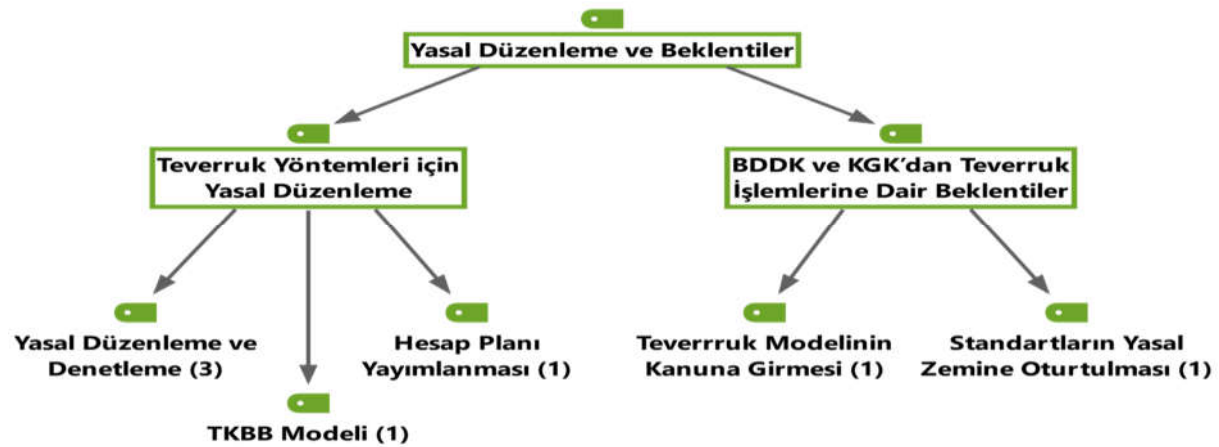 Yasal Düzenleme ve Beklentiler
Teverruk Yöntemleri için
Yasal Düzenleme
BDDK ve KGK'dan Teverruk
İşlemlerine Dair Beklentiler
Yasal Düzenleme ve
Denetleme (3)
TKBB Modeli (1)
Hesap Planı
Yayımlanması (1)
Teverrruk Modelinin
Kanuna Girmesi (1)
Standartların Yasal
Zemine Oturtulması (1)